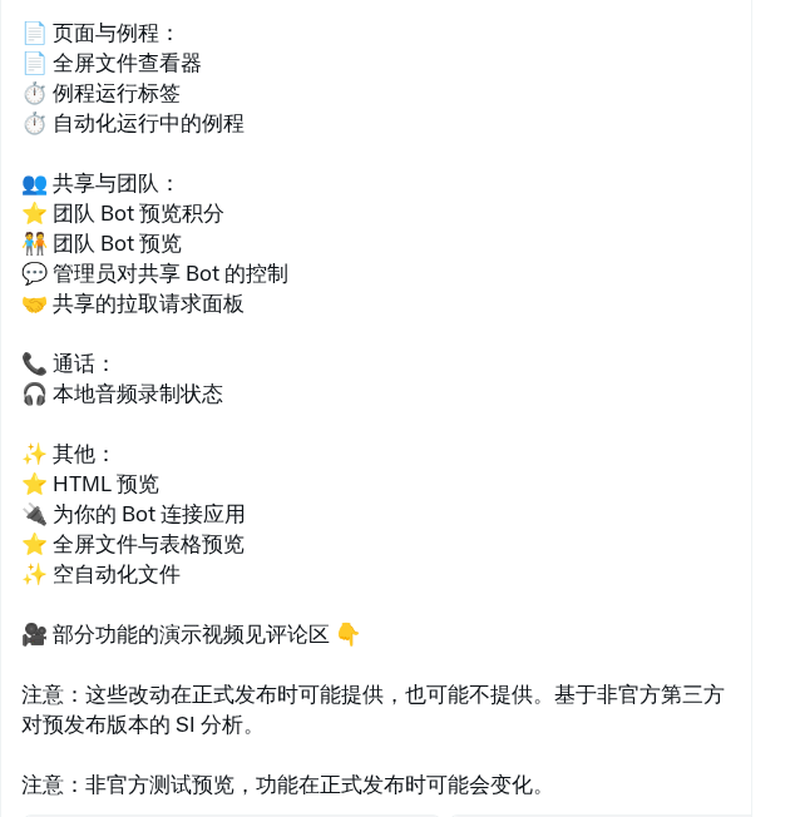 📄 页面与例程：
📄 全屏文件查看器
⏱️ 例程运行标签
⏱️ 自动化运行中的例程
👥 共享与团队：
⭐ 团队 Bot 预览积分
🧑‍🤝‍🧑 团队 Bot 预览
💬 管理员对共享 Bot 的控制
🤝 共享的拉取请求面板
📞 通话：
🎧 本地音频录制状态
✨ 其他：
⭐ HTML 预览
🔌 为你的 Bot 连接应用
⭐ 全屏文件与表格预览
✨ 空自动化文件
🎥 部分功能的演示视频见评论区 👇
注意：这些改动在正式发布时可能提供，也可能不提供。基于非官方第三方
对预发布版本的 SI 分析。
注意：非官方测试预览，功能在正式发布时可能会变化。